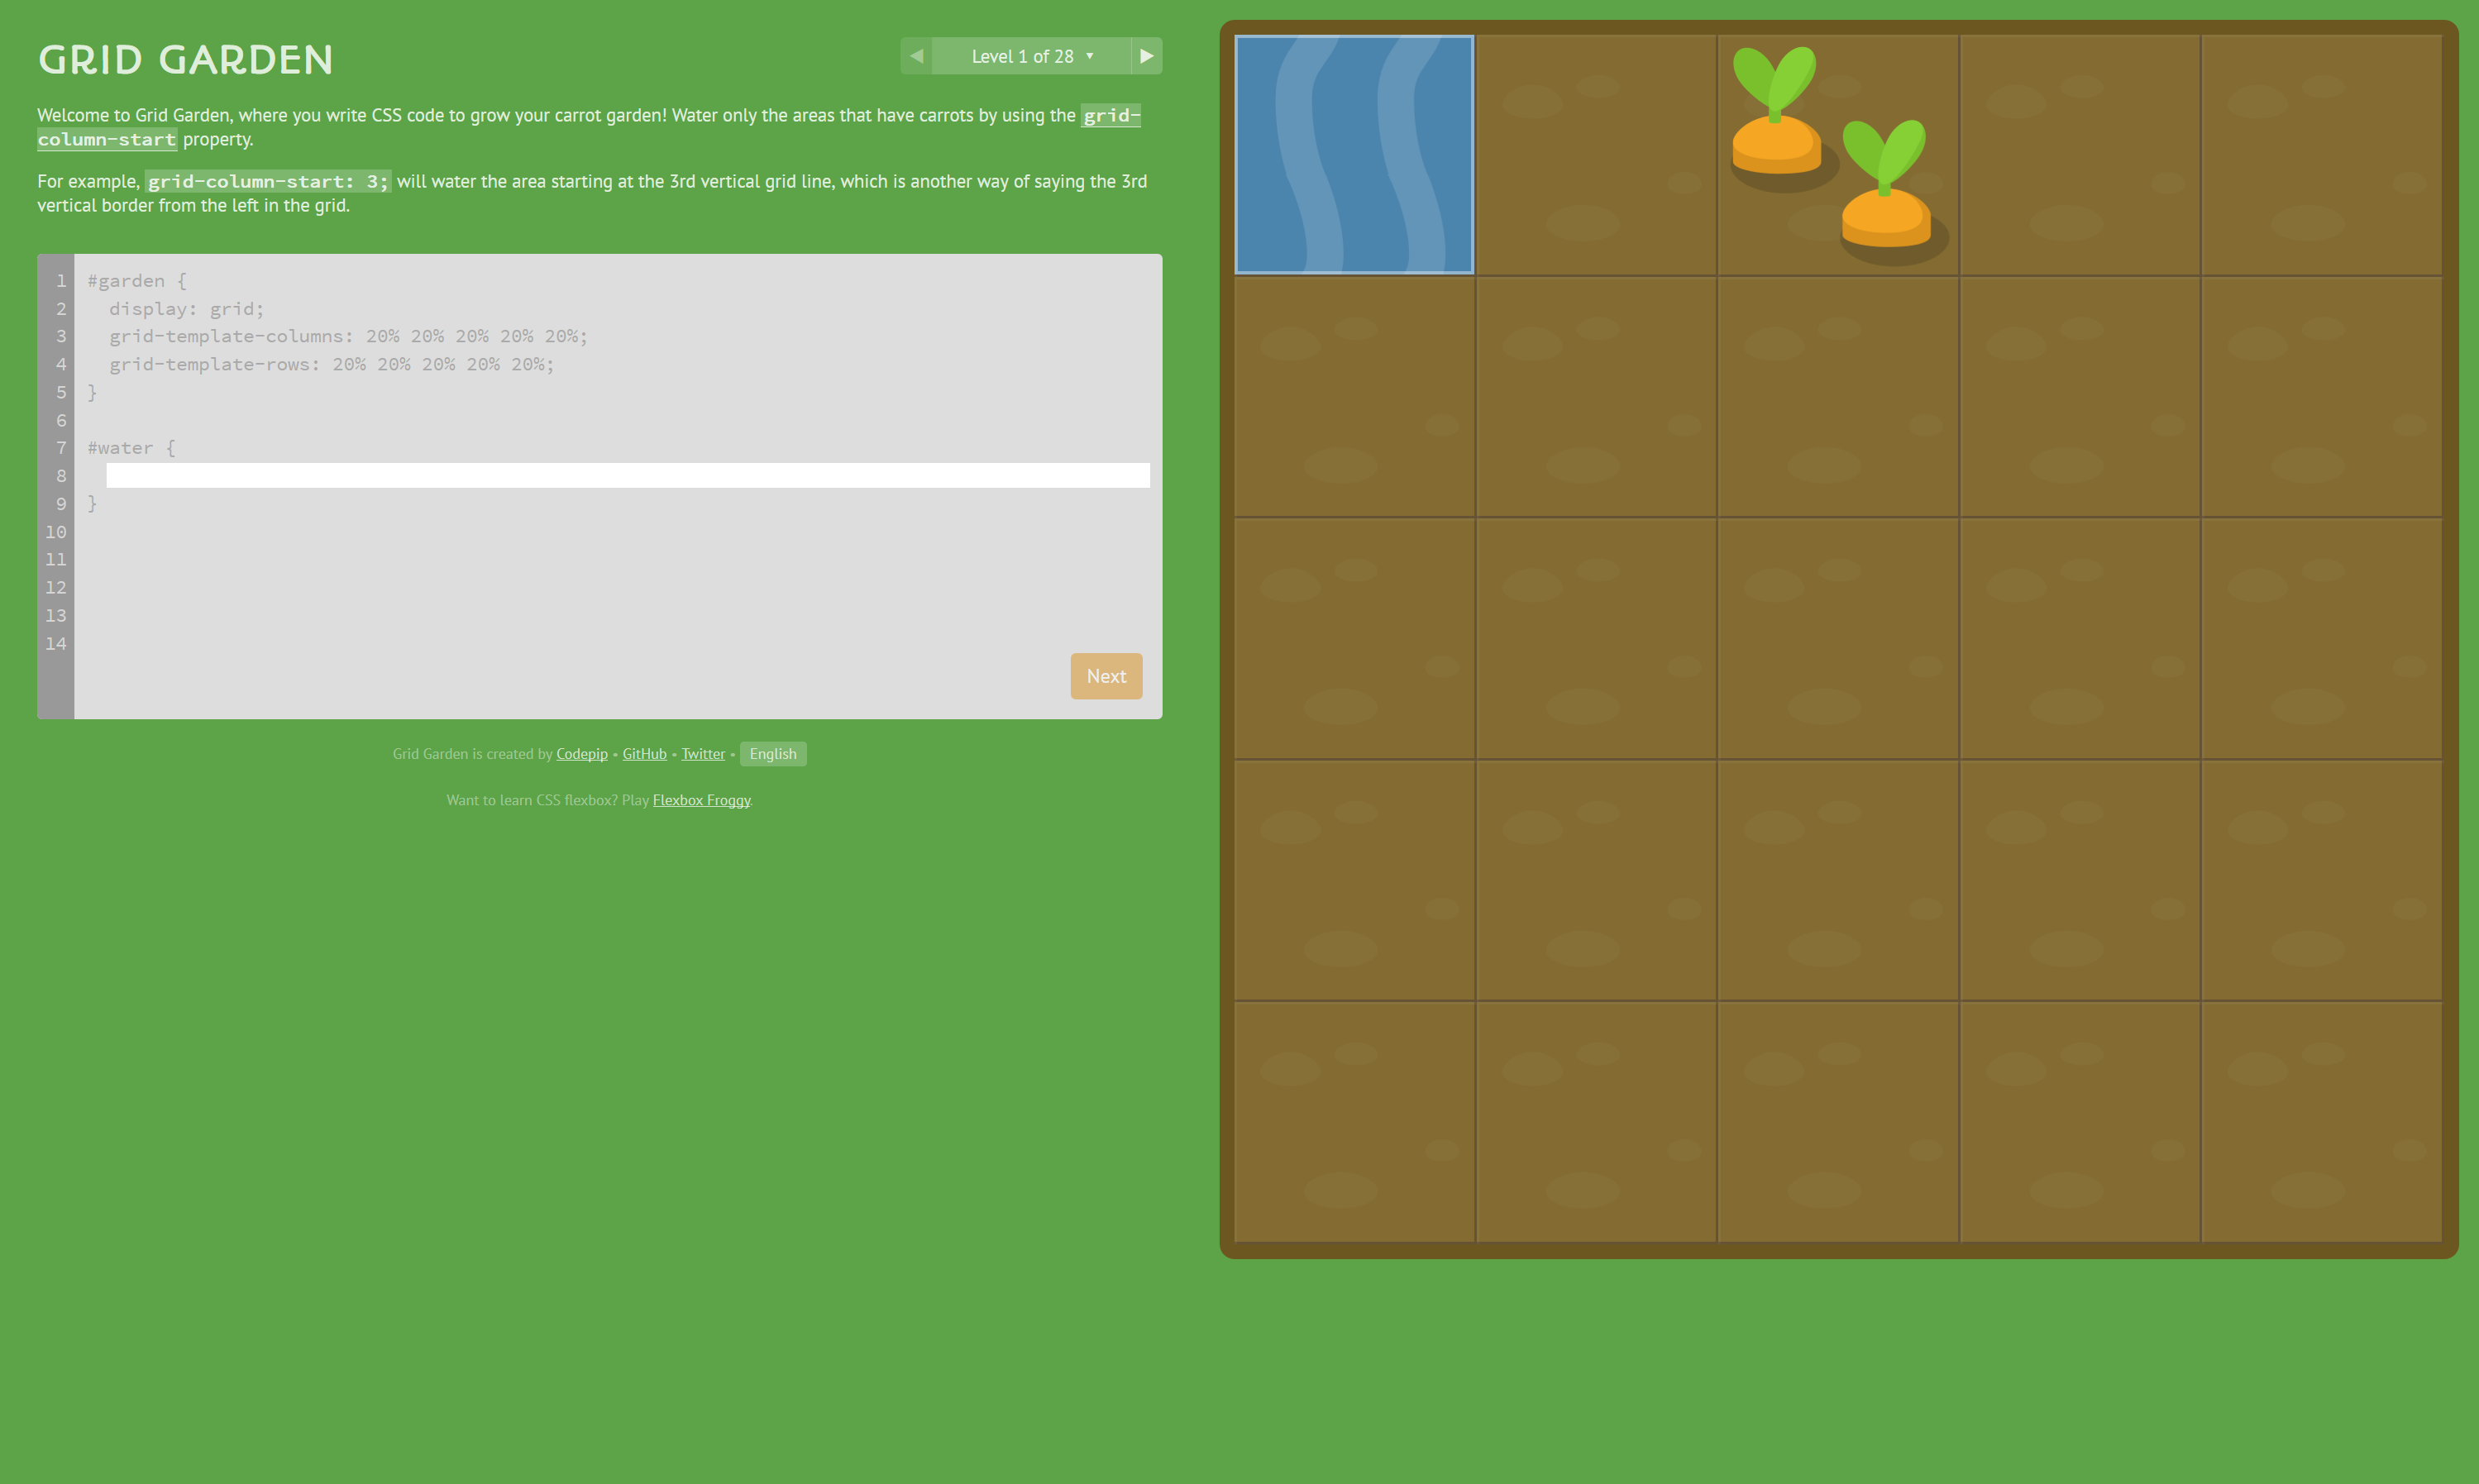 GRID GARDEN
◀ Level 1 of 28 ▼ ▶
Welcome to Grid Garden, where you write CSS code to grow your carrot garden! Water only the areas that have carrots by using the grid-
column-start property.
For example, grid-column-start: 3; will water the area starting at the 3rd vertical grid line, which is another way of saying the 3rd
vertical border from the left in the grid.
1 #garden {
2 display: grid;
3 grid-template-columns: 20% 20% 20% 20% 20%;
4 grid-template-rows: 20% 20% 20% 20% 20%;
5 }
6
7 #water {
8
9 }
10
11
12
13
14
Next
Grid Garden is created by Codepip • GitHub • Twitter • English
Want to learn CSS flexbox? Play Flexbox Froggy.